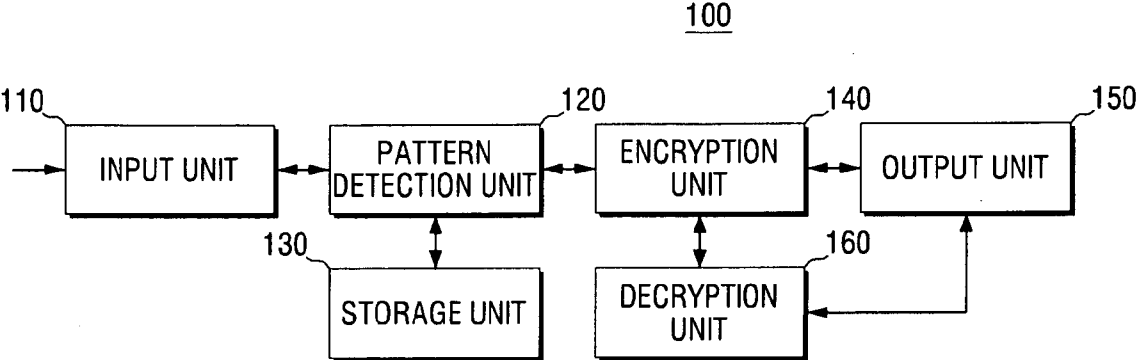 100
110
INPUT UNIT
120
PATTERN
DETECTION UNIT
140
ENCRYPTION
UNIT
150
OUTPUT UNIT
130
STORAGE UNIT
160
DECRYPTION
UNIT